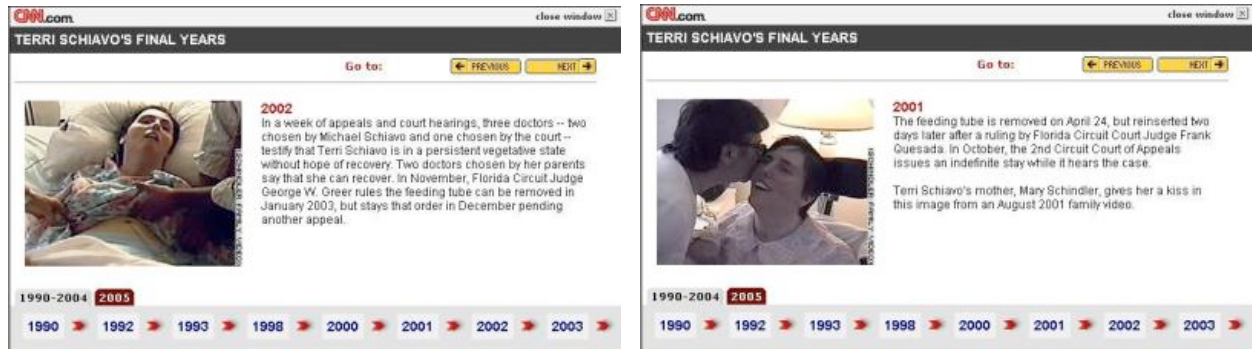 CNN.com
close window
TERRI SCHIAVO'S FINAL YEARS
Go to:
PREVIOUS
NEXT
2002
In a week of appeals and court hearings, three doctors -- two
chosen by Michael Schiavo and one chosen by the court --
testify that Terri Schiavo is in a persistent vegetative state
without hope of recovery. Two doctors chosen by her parents
say that she can recover. In November, Florida Circuit Judge
George W. Greer rules the feeding tube can be removed in
January 2003, but stays that order in December pending
another appeal.
SCHINDLER FAMILY VIDEO
1990-2004 2005
1990 1992 1993 1998 2000 2001 2002 2003
CNN.com
close window
TERRI SCHIAVO'S FINAL YEARS
Go to:
PREVIOUS
NEXT
2001
The feeding tube is removed on April 24, but reinserted two
days later after a ruling by Florida Circuit Court Judge Frank
Quesada. In October, the 2nd Circuit Court of Appeals
issues an indefinite stay while it hears the case.
Terri Schiavo's mother, Mary Schindler, gives her a kiss in
this image from an August 2001 family video.
SCHINDLER FAMILY VIDEO
1990-2004 2005
1990 1992 1993 1998 2000 2001 2002 2003